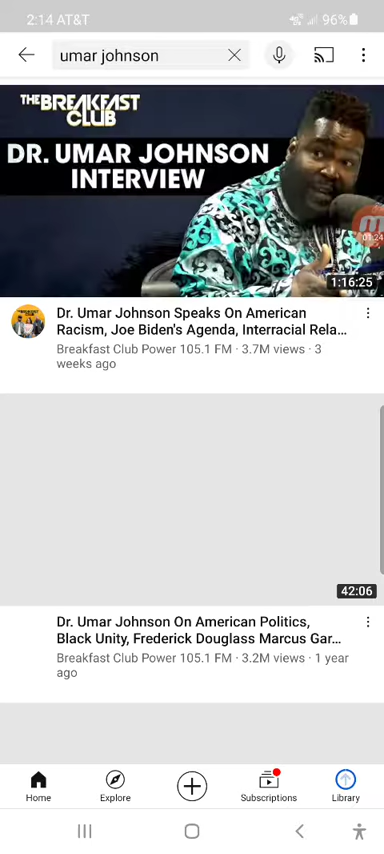 2:14 AT&T 96%
umar johnson
THE BREAKFAST
CLUB
DR. UMAR JOHNSON
INTERVIEW
01:24
1:16:25
Dr. Umar Johnson Speaks On American
Racism, Joe Biden's Agenda, Interracial Rela...
Breakfast Club Power 105.1 FM · 3.7M views · 3
weeks ago
42:06
Dr. Umar Johnson On American Politics,
Black Unity, Frederick Douglass Marcus Gar...
Breakfast Club Power 105.1 FM · 3.2M views · 1 year
ago
Home Explore Subscriptions Library